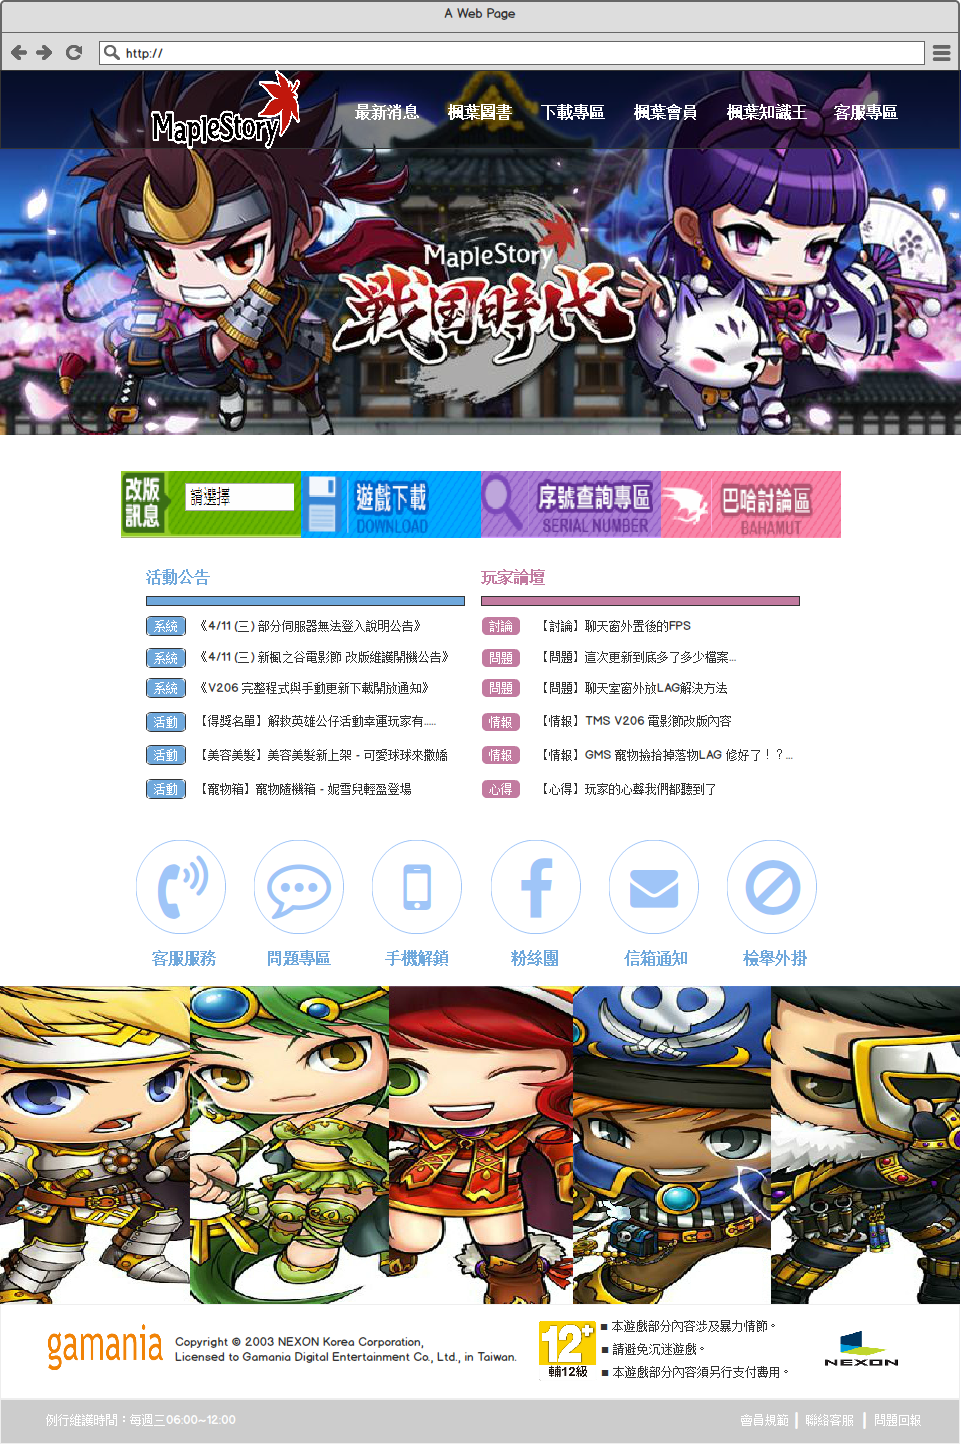 A Web Page
http://
MapleStory
最新消息 楓葉圖書 下載專區 楓葉會員 楓葉知識王 客服專區
MapleStory
戦国時代
改版訊息
請選擇
遊戲下載
DOWNLOAD
序號查詢專區
SERIAL NUMBER
巴哈討論區
BAHAMUT
活動公告
系統 《4/11 (三) 部分伺服器無法登入說明公告》
系統 《4/11 (三) 新楓之谷電影節 改版維護開機公告》
系統 《V206 完整程式與手動更新下載開放通知》
活動 【得獎名單】解救英雄公仔活動幸運玩家有.....
活動 【美容美髮】美容美髮新上架 - 可愛球球來撒嬌
活動 【寵物箱】寵物隨機箱 - 妮雪兒輕盈登場
玩家論壇
討論 【討論】聊天窗外置後的FPS
問題 【問題】這次更新到底多了多少檔案...
問題 【問題】聊天室窗外放LAG解決方法
情報 【情報】TMS V206 電影節改版內容
情報 【情報】GMS 寵物撿拾掉落物LAG 修好了！？...
心得 【心得】玩家的心聲我們都聽到了
客服服務 問題專區 手機解鎖 粉絲團 信箱通知 檢舉外掛
gamania
Copyright © 2003 NEXON Korea Corporation,
Licensed to Gamania Digital Entertainment Co., Ltd., in Taiwan.
12+
輔12級
■ 本遊戲部分內容涉及暴力情節。
■ 請避免沉迷遊戲。
■ 本遊戲部分內容須另行支付費用。
NEXON
例行維護時間：每週三06:00~12:00
會員規範 | 聯絡客服 | 問題回報